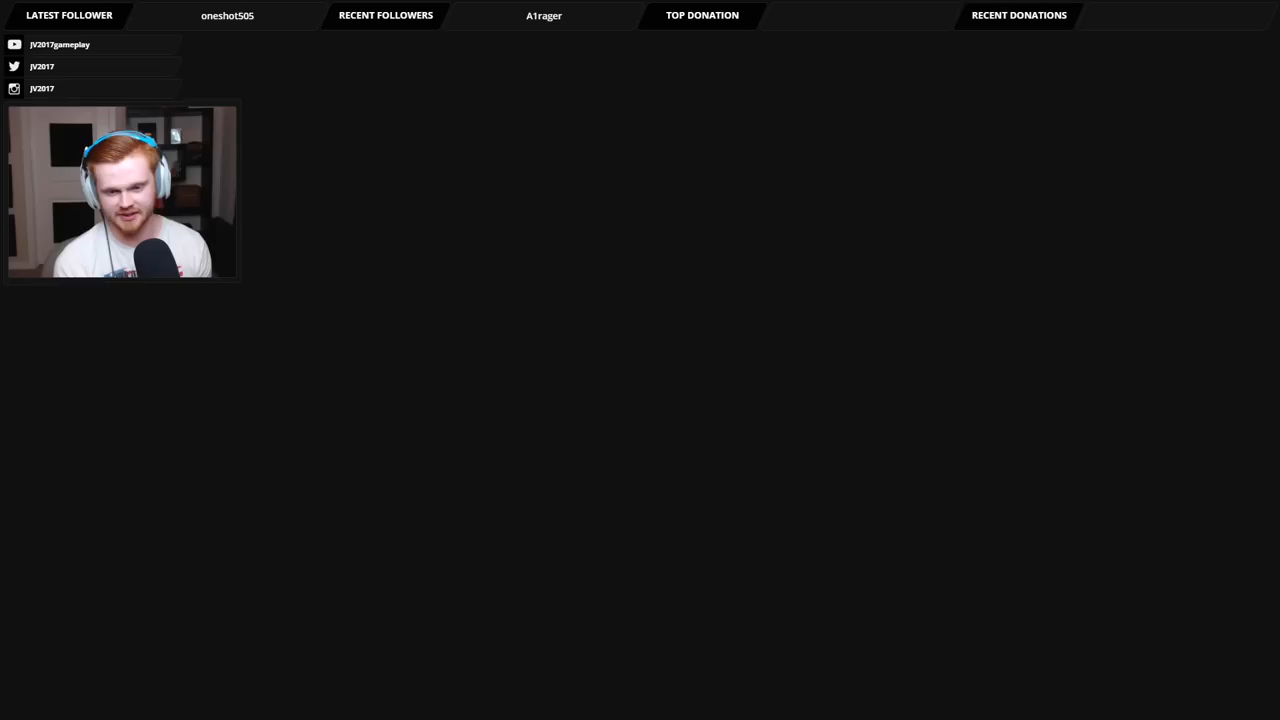 LATEST FOLLOWER
oneshot505
RECENT FOLLOWERS
A1rager
TOP DONATION
RECENT DONATIONS
JV2017gameplay
JV2017
JV2017